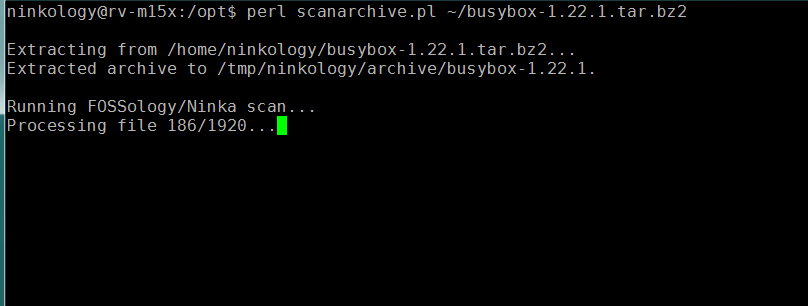 ninkology@rv-m15x:/opt$ perl scanarchive.pl ~/busybox-1.22.1.tar.bz2
Extracting from /home/ninkology/busybox-1.22.1.tar.bz2...
Extracted archive to /tmp/ninkology/archive/busybox-1.22.1.
Running FOSSology/Ninka scan...
Processing file 186/1920...